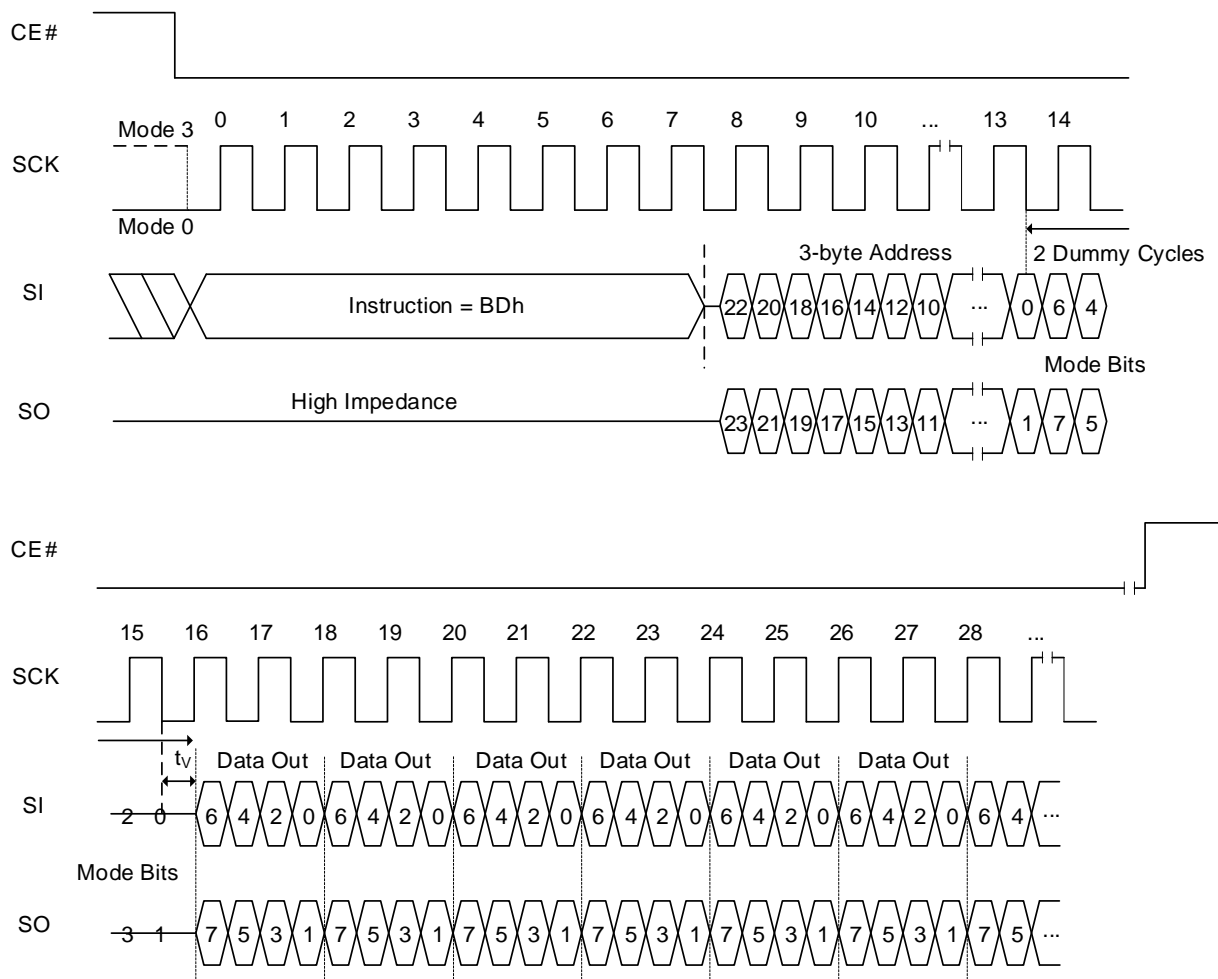 CE#
0 1 2 3 4 5 6 7 8 9 10 ... 13 14
Mode 3
SCK
Mode 0
3-byte Address 2 Dummy Cycles
SI
Instruction = BDh
22 20 18 16 14 12 10 ... 0 6 4
Mode Bits
High Impedance
SO
23 21 19 17 15 13 11 ... 1 7 5
CE#
15 16 17 18 19 20 21 22 23 24 25 26 27 28 ...
SCK
tV Data Out Data Out Data Out Data Out Data Out Data Out
SI
2 0 6 4 2 0 6 4 2 0 6 4 2 0 6 4 2 0 6 4 2 0 6 4 2 0 6 4 ...
Mode Bits
SO
3 1 7 5 3 1 7 5 3 1 7 5 3 1 7 5 3 1 7 5 3 1 7 5 3 1 7 5 ...